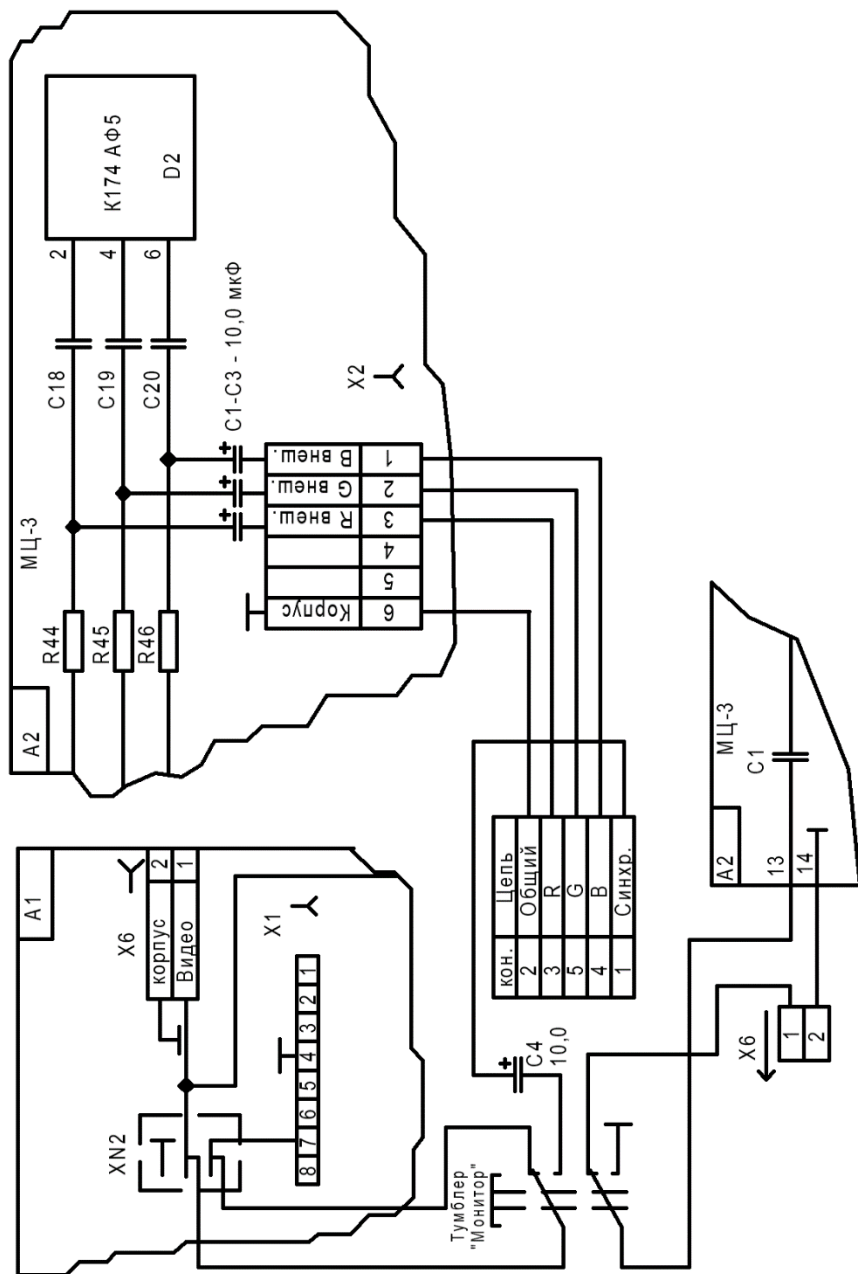 К174 АФ5
D2
2
4
6
C18
C19
C20
C1-C3 - 10,0 мкФ
X2
МЦ-3
R44
R45
R46
А2
В внеш.
1
G внеш.
2
R внеш.
3
4
5
Корпус
6
А1
X6
корпус
2
Видео
1
X1
XN2
8
7
6
5
4
3
2
1
кон.
Цепь
2
Общий
3
R
5
G
4
В
1
Синхр.
C4
10,0
Тумблер
"Монитор"
А2
МЦ-3
C1
13
14
X6
1
2